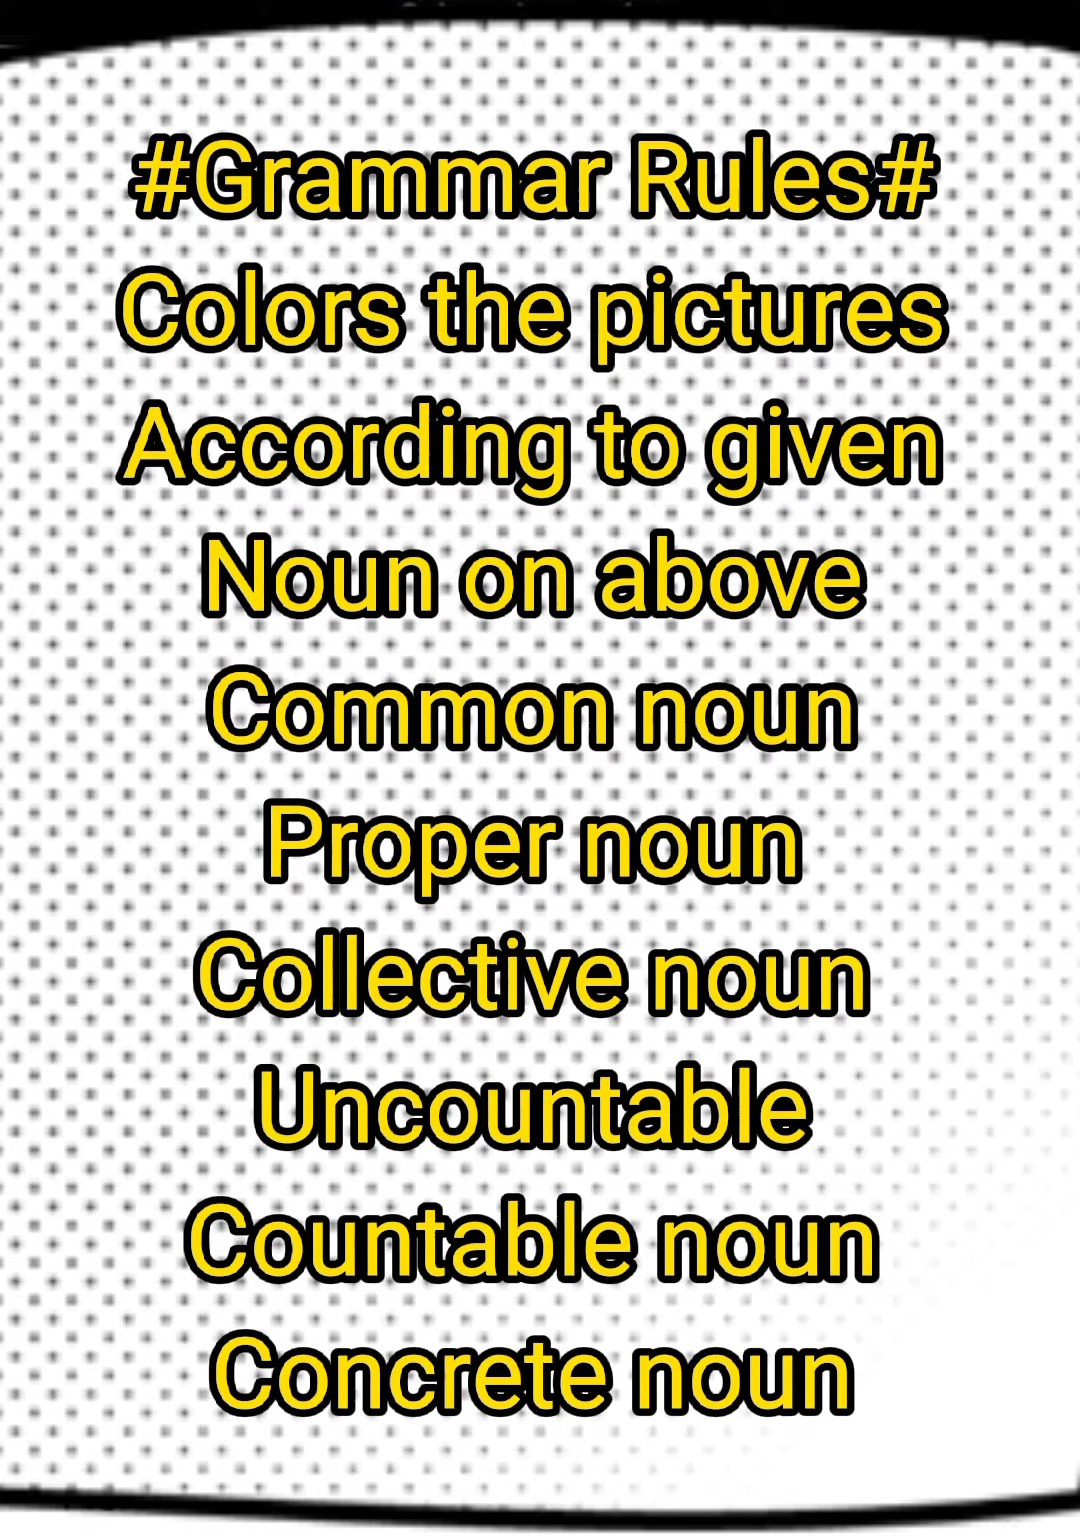 #Grammar Rules#
Colors the pictures
According to given
Noun on above
Common noun
Proper noun
Collective noun
Uncountable
Countable noun
Concrete noun